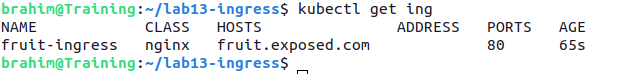 brahim@Training:~/lab13-ingress$ kubectl get ing
NAME            CLASS   HOSTS               ADDRESS   PORTS   AGE
fruit-ingress   nginx   fruit.exposed.com             80      65s
brahim@Training:~/lab13-ingress$